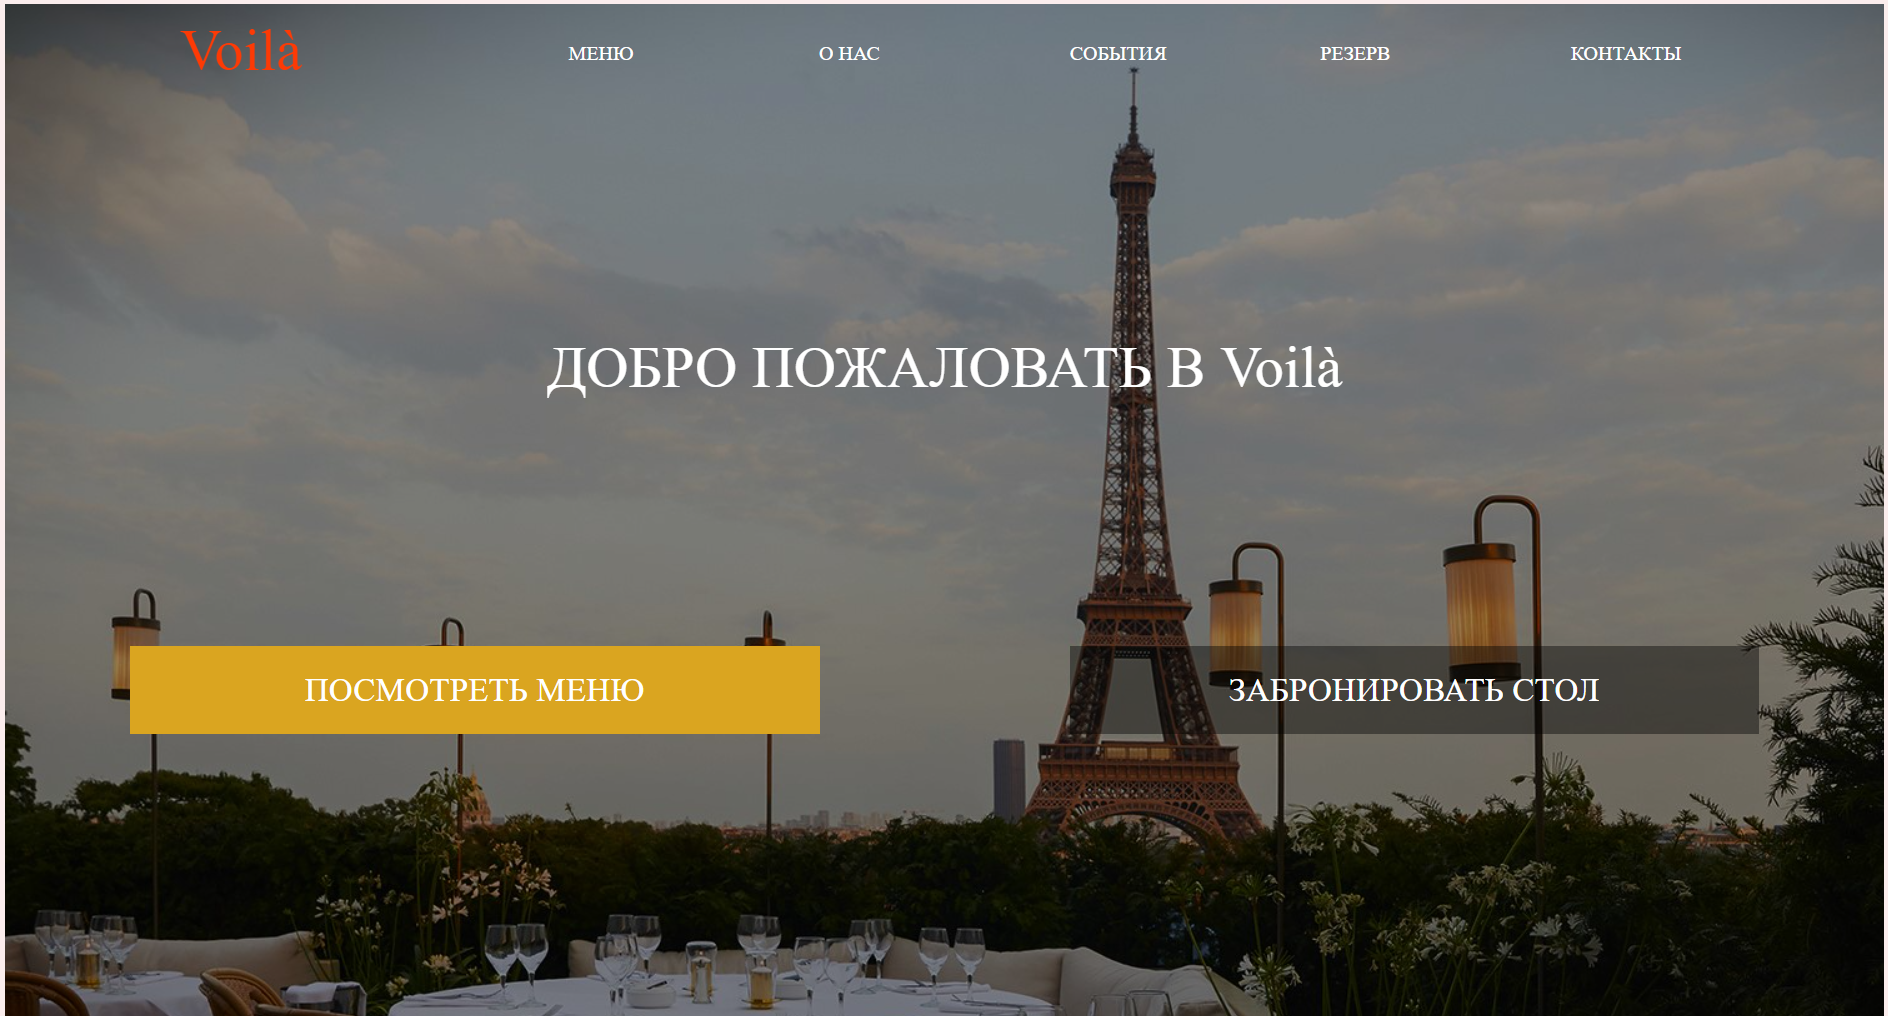 Voilà
МЕНЮ
О НАС
СОБЫТИЯ
РЕЗЕРВ
КОНТАКТЫ
ДОБРО ПОЖАЛОВАТЬ В Voilà
ПОСМОТРЕТЬ МЕНЮ
ЗАБРОНИРОВАТЬ СТОЛ